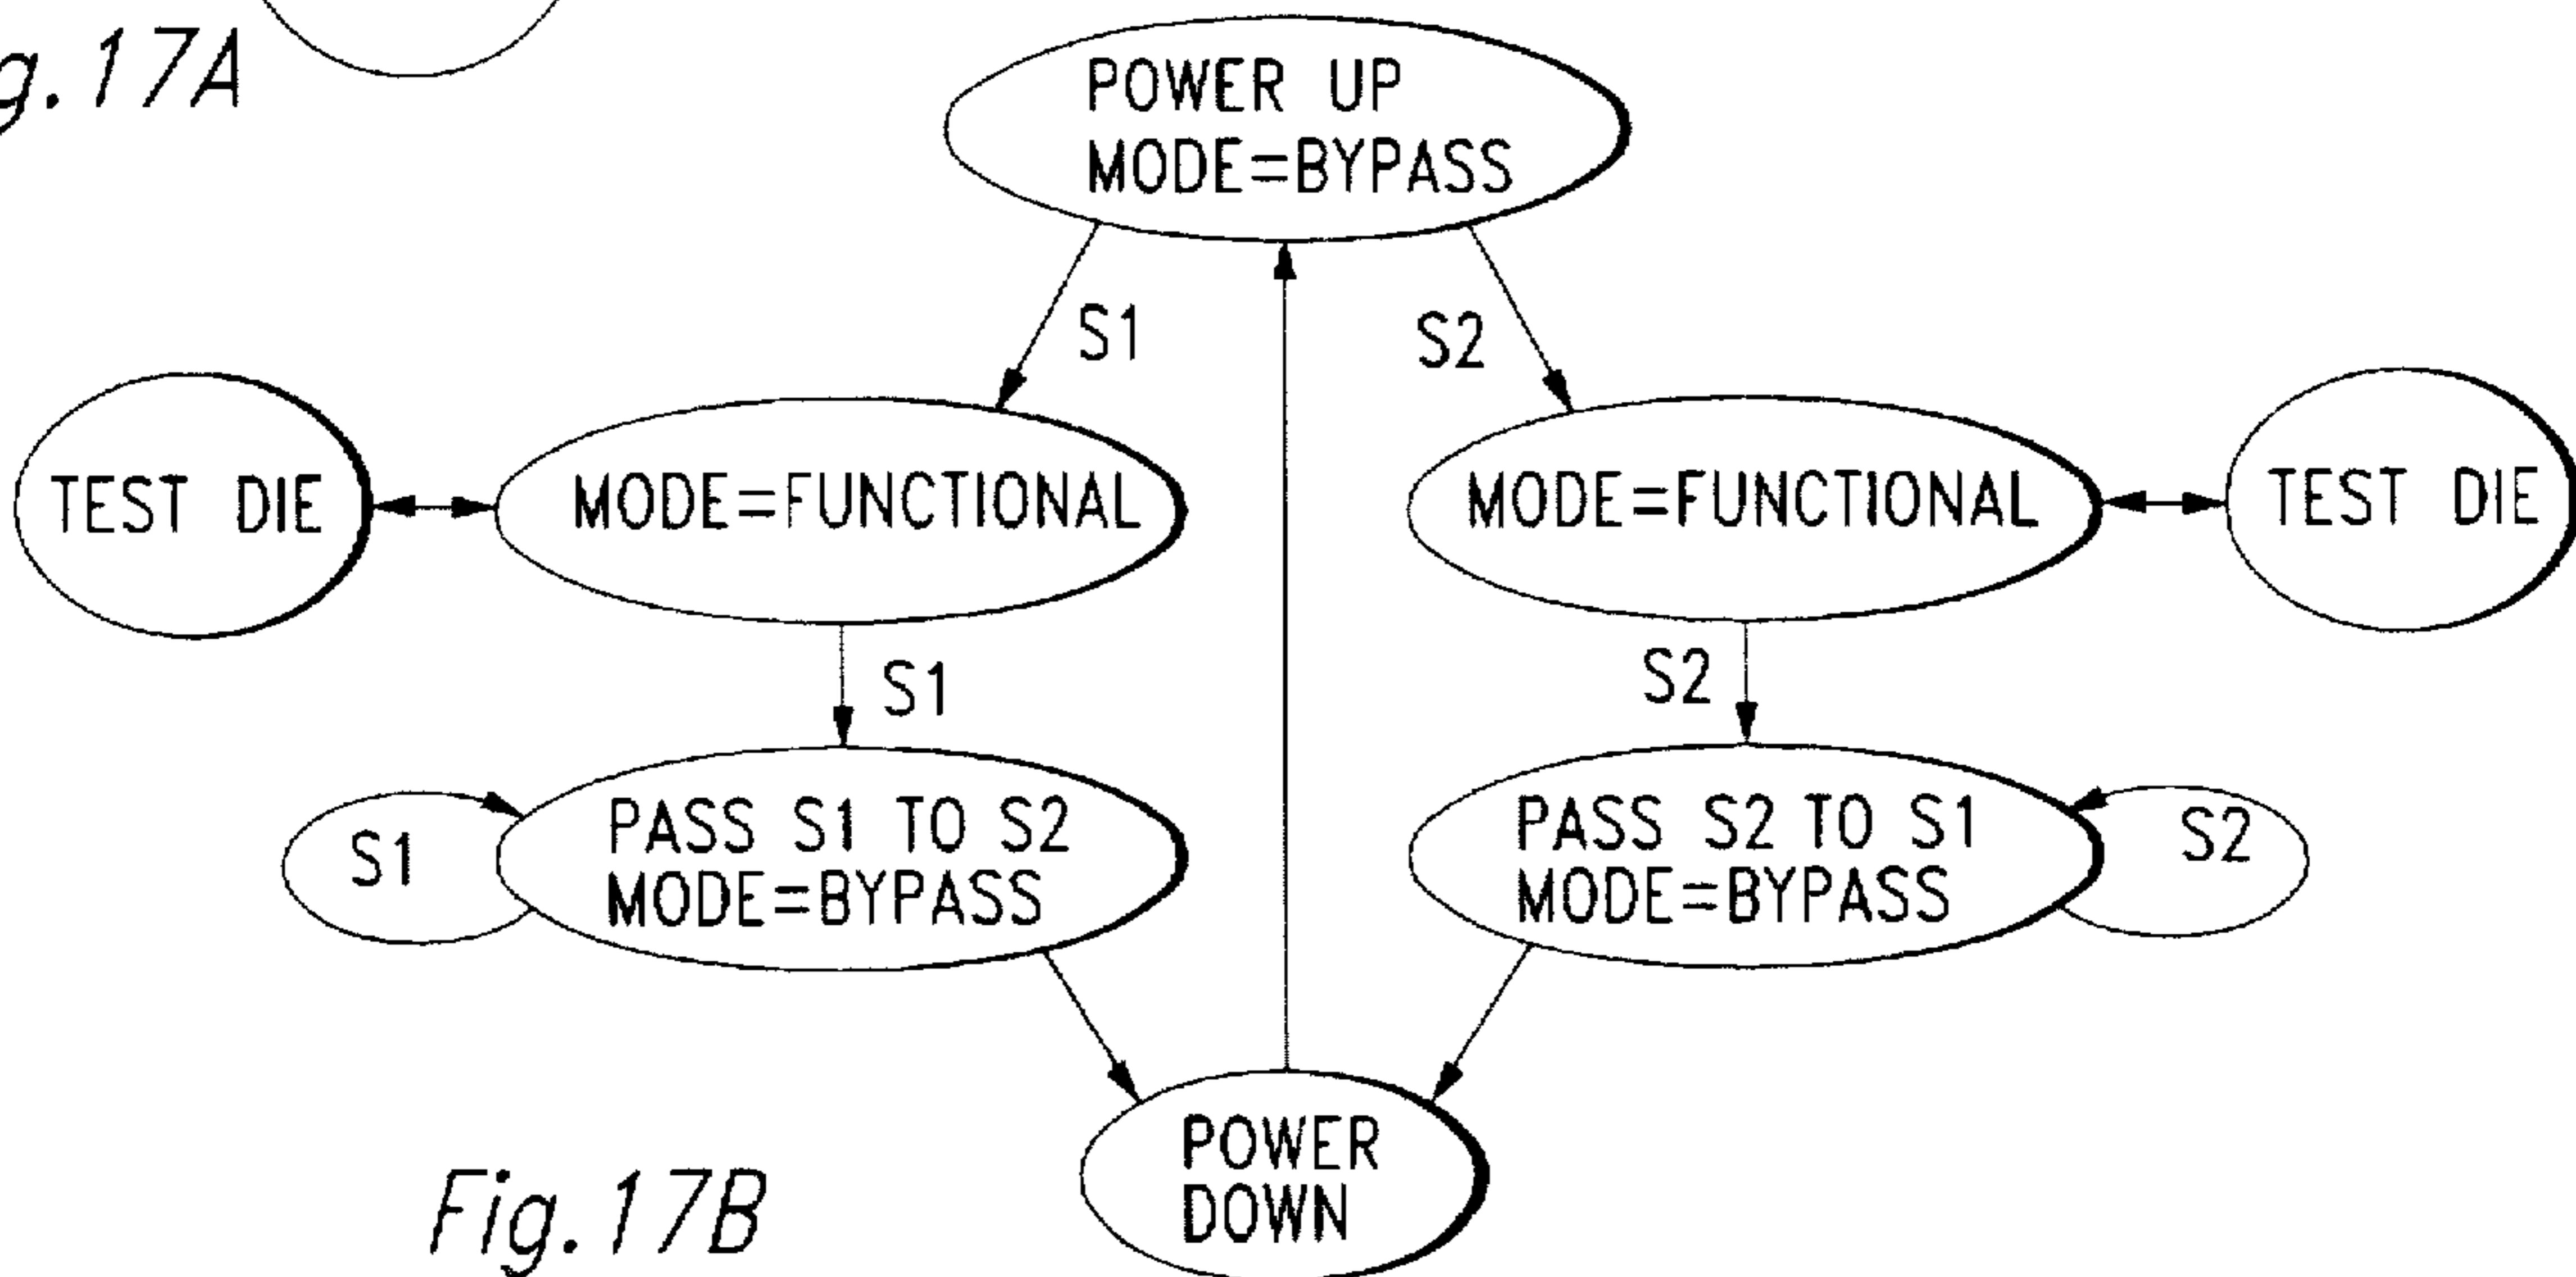 g. 17A
POWER UP
MODE=BYPASS
S1
S2
TEST DIE
MODE=FUNCTIONAL
MODE=FUNCTIONAL
TEST DIE
S1
S2
S1
PASS S1 TO S2
MODE=BYPASS
PASS S2 TO S1
MODE=BYPASS
S2
POWER
DOWN
Fig. 17B